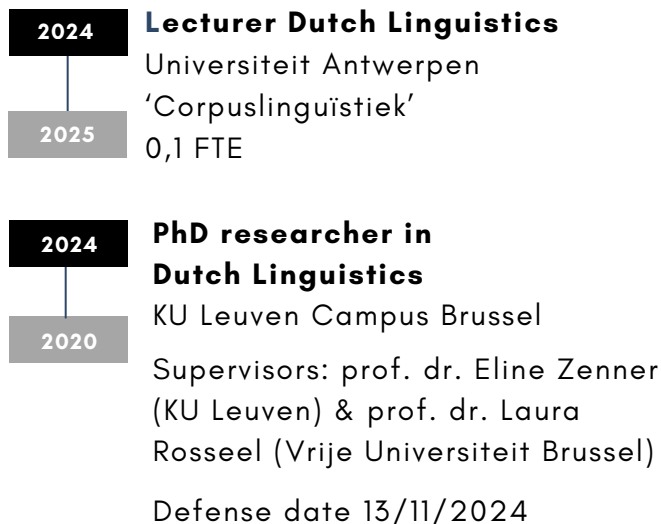 2024
Lecturer Dutch Linguistics
Universiteit Antwerpen
‘Corpuslinguïstiek’
2025
0,1 FTE
2024
PhD researcher in
Dutch Linguistics
KU Leuven Campus Brussel
2020
Supervisors: prof. dr. Eline Zenner
(KU Leuven) & prof. dr. Laura
Rosseel (Vrije Universiteit Brussel)
Defense date 13/11/2024